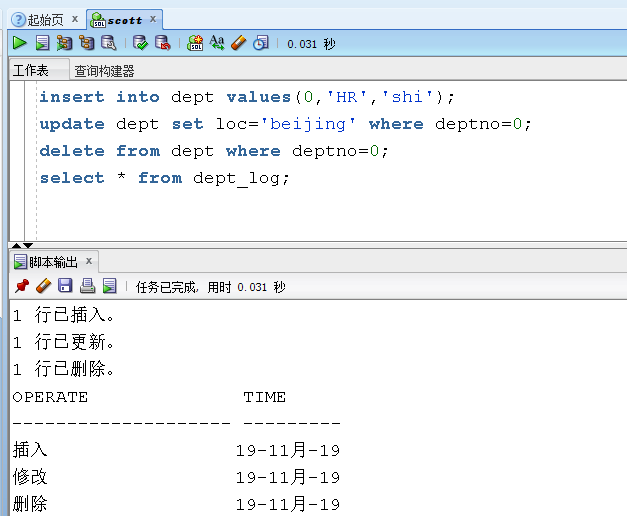 起始页 x scott x
0.031 秒
工作表 查询构建器
insert into dept values(0,'HR','shi');
update dept set loc='beijing' where deptno=0;
delete from dept where deptno=0;
select * from dept_log;
脚本输出 x
任务已完成, 用时 0.031 秒
1 行已插入。
1 行已更新。
1 行已删除。
OPERATE TIME
-------------------- ---------
插入 19-11月-19
修改 19-11月-19
删除 19-11月-19